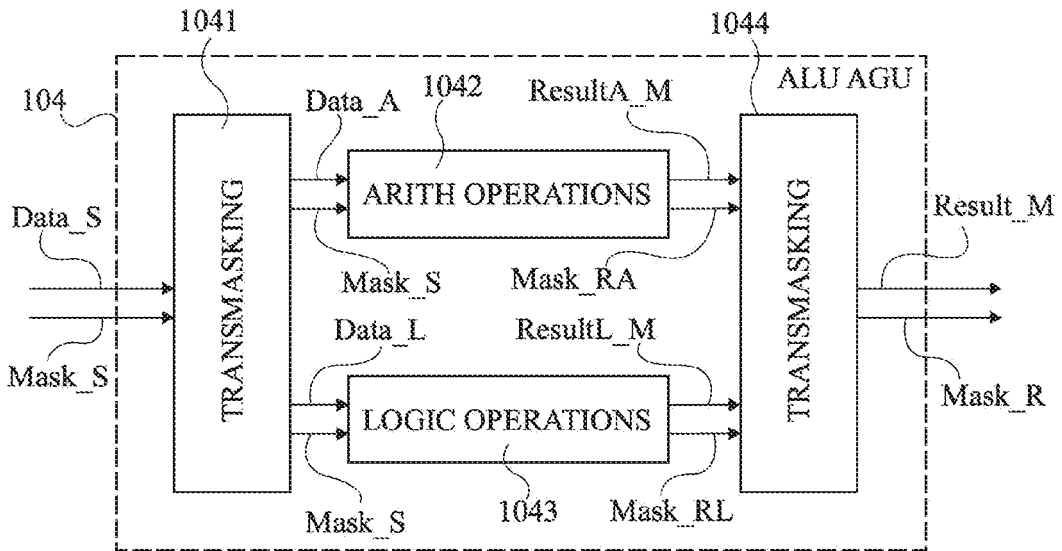 1041
1044
ALU AGU
104
Data_A
1042
ResultA_M
TRANSMASKING
ARITH OPERATIONS
TRANSMASKING
Data_S
Result_M
Mask_S
Mask_RA
Data_L
ResultL_M
Mask_S
Mask_R
LOGIC OPERATIONS
Mask_S
1043
Mask_RL